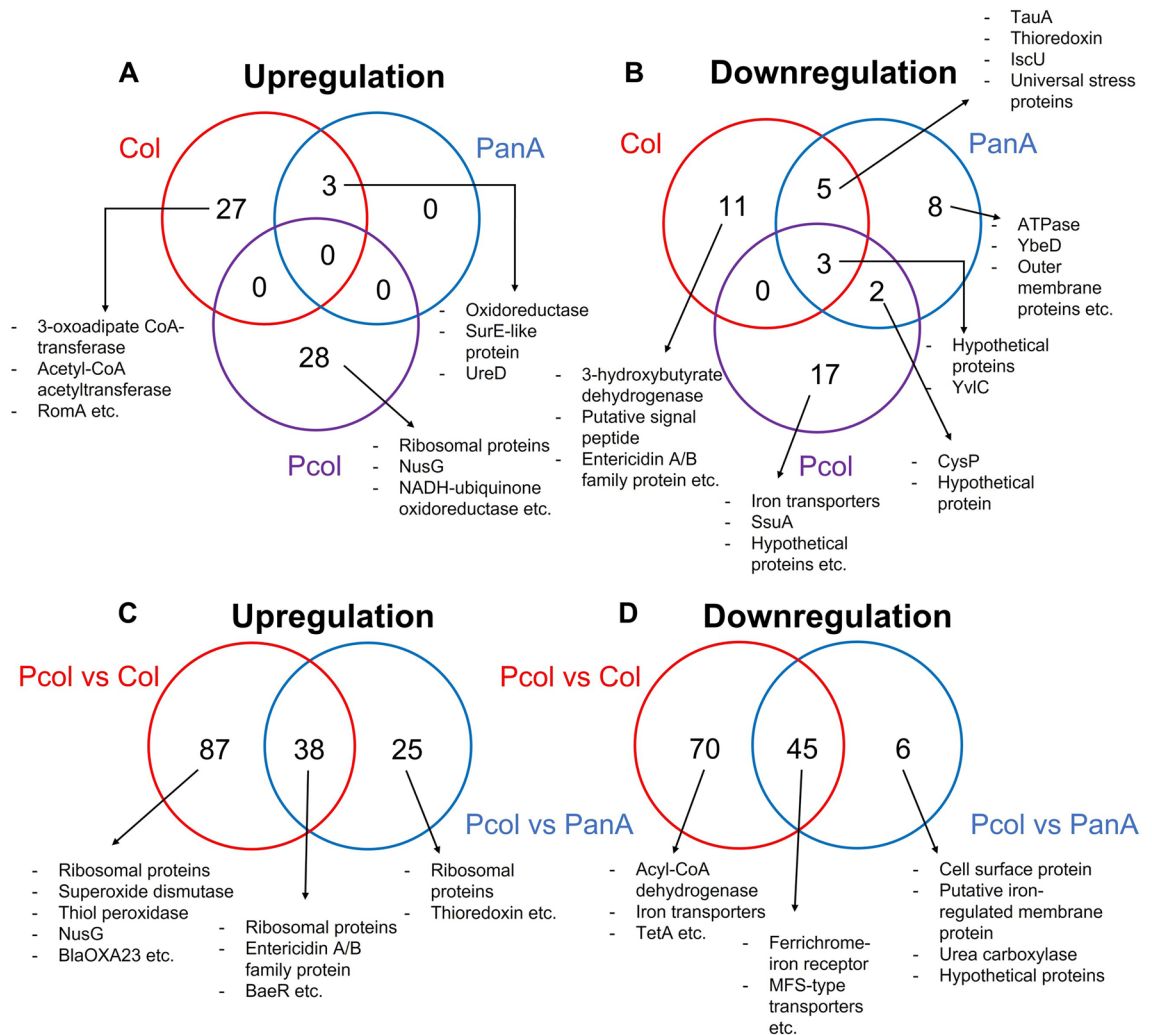 A
Upregulation
Col
PanA
27
3
0
0
0
0
28
Pcol
- 3-oxoadipate CoA-
transferase
- Acetyl-CoA
acetyltransferase
- RomA etc.
- Oxidoreductase
- SurE-like
protein
- UreD
- Ribosomal proteins
- NusG
- NADH-ubiquinone
oxidoreductase etc.
B
Downregulation
Col
PanA
11
5
8
3
0
2
17
Pcol
- TauA
- Thioredoxin
- IscU
- Universal stress
proteins
- ATPase
- YbeD
- Outer
membrane
proteins etc.
- Hypothetical
proteins
- YvlC
- 3-hydroxybutyrate
dehydrogenase
- Putative signal
peptide
- Entericidin A/B
family protein etc.
- CysP
- Hypothetical
protein
- Iron transporters
- SsuA
- Hypothetical
proteins etc.
C
Upregulation
Pcol vs Col
87
38
25
Pcol vs PanA
- Ribosomal proteins
- Superoxide dismutase
- Thiol peroxidase
- NusG
- BlaOXA23 etc.
- Ribosomal proteins
- Entericidin A/B
family protein
- BaeR etc.
- Ribosomal
proteins
- Thioredoxin etc.
D
Downregulation
Pcol vs Col
70
45
6
Pcol vs PanA
- Acyl-CoA
dehydrogenase
- Iron transporters
- TetA etc.
- Ferrichrome-
iron receptor
- MFS-type
transporters
etc.
- Cell surface protein
- Putative iron-
regulated membrane
protein
- Urea carboxylase
- Hypothetical proteins